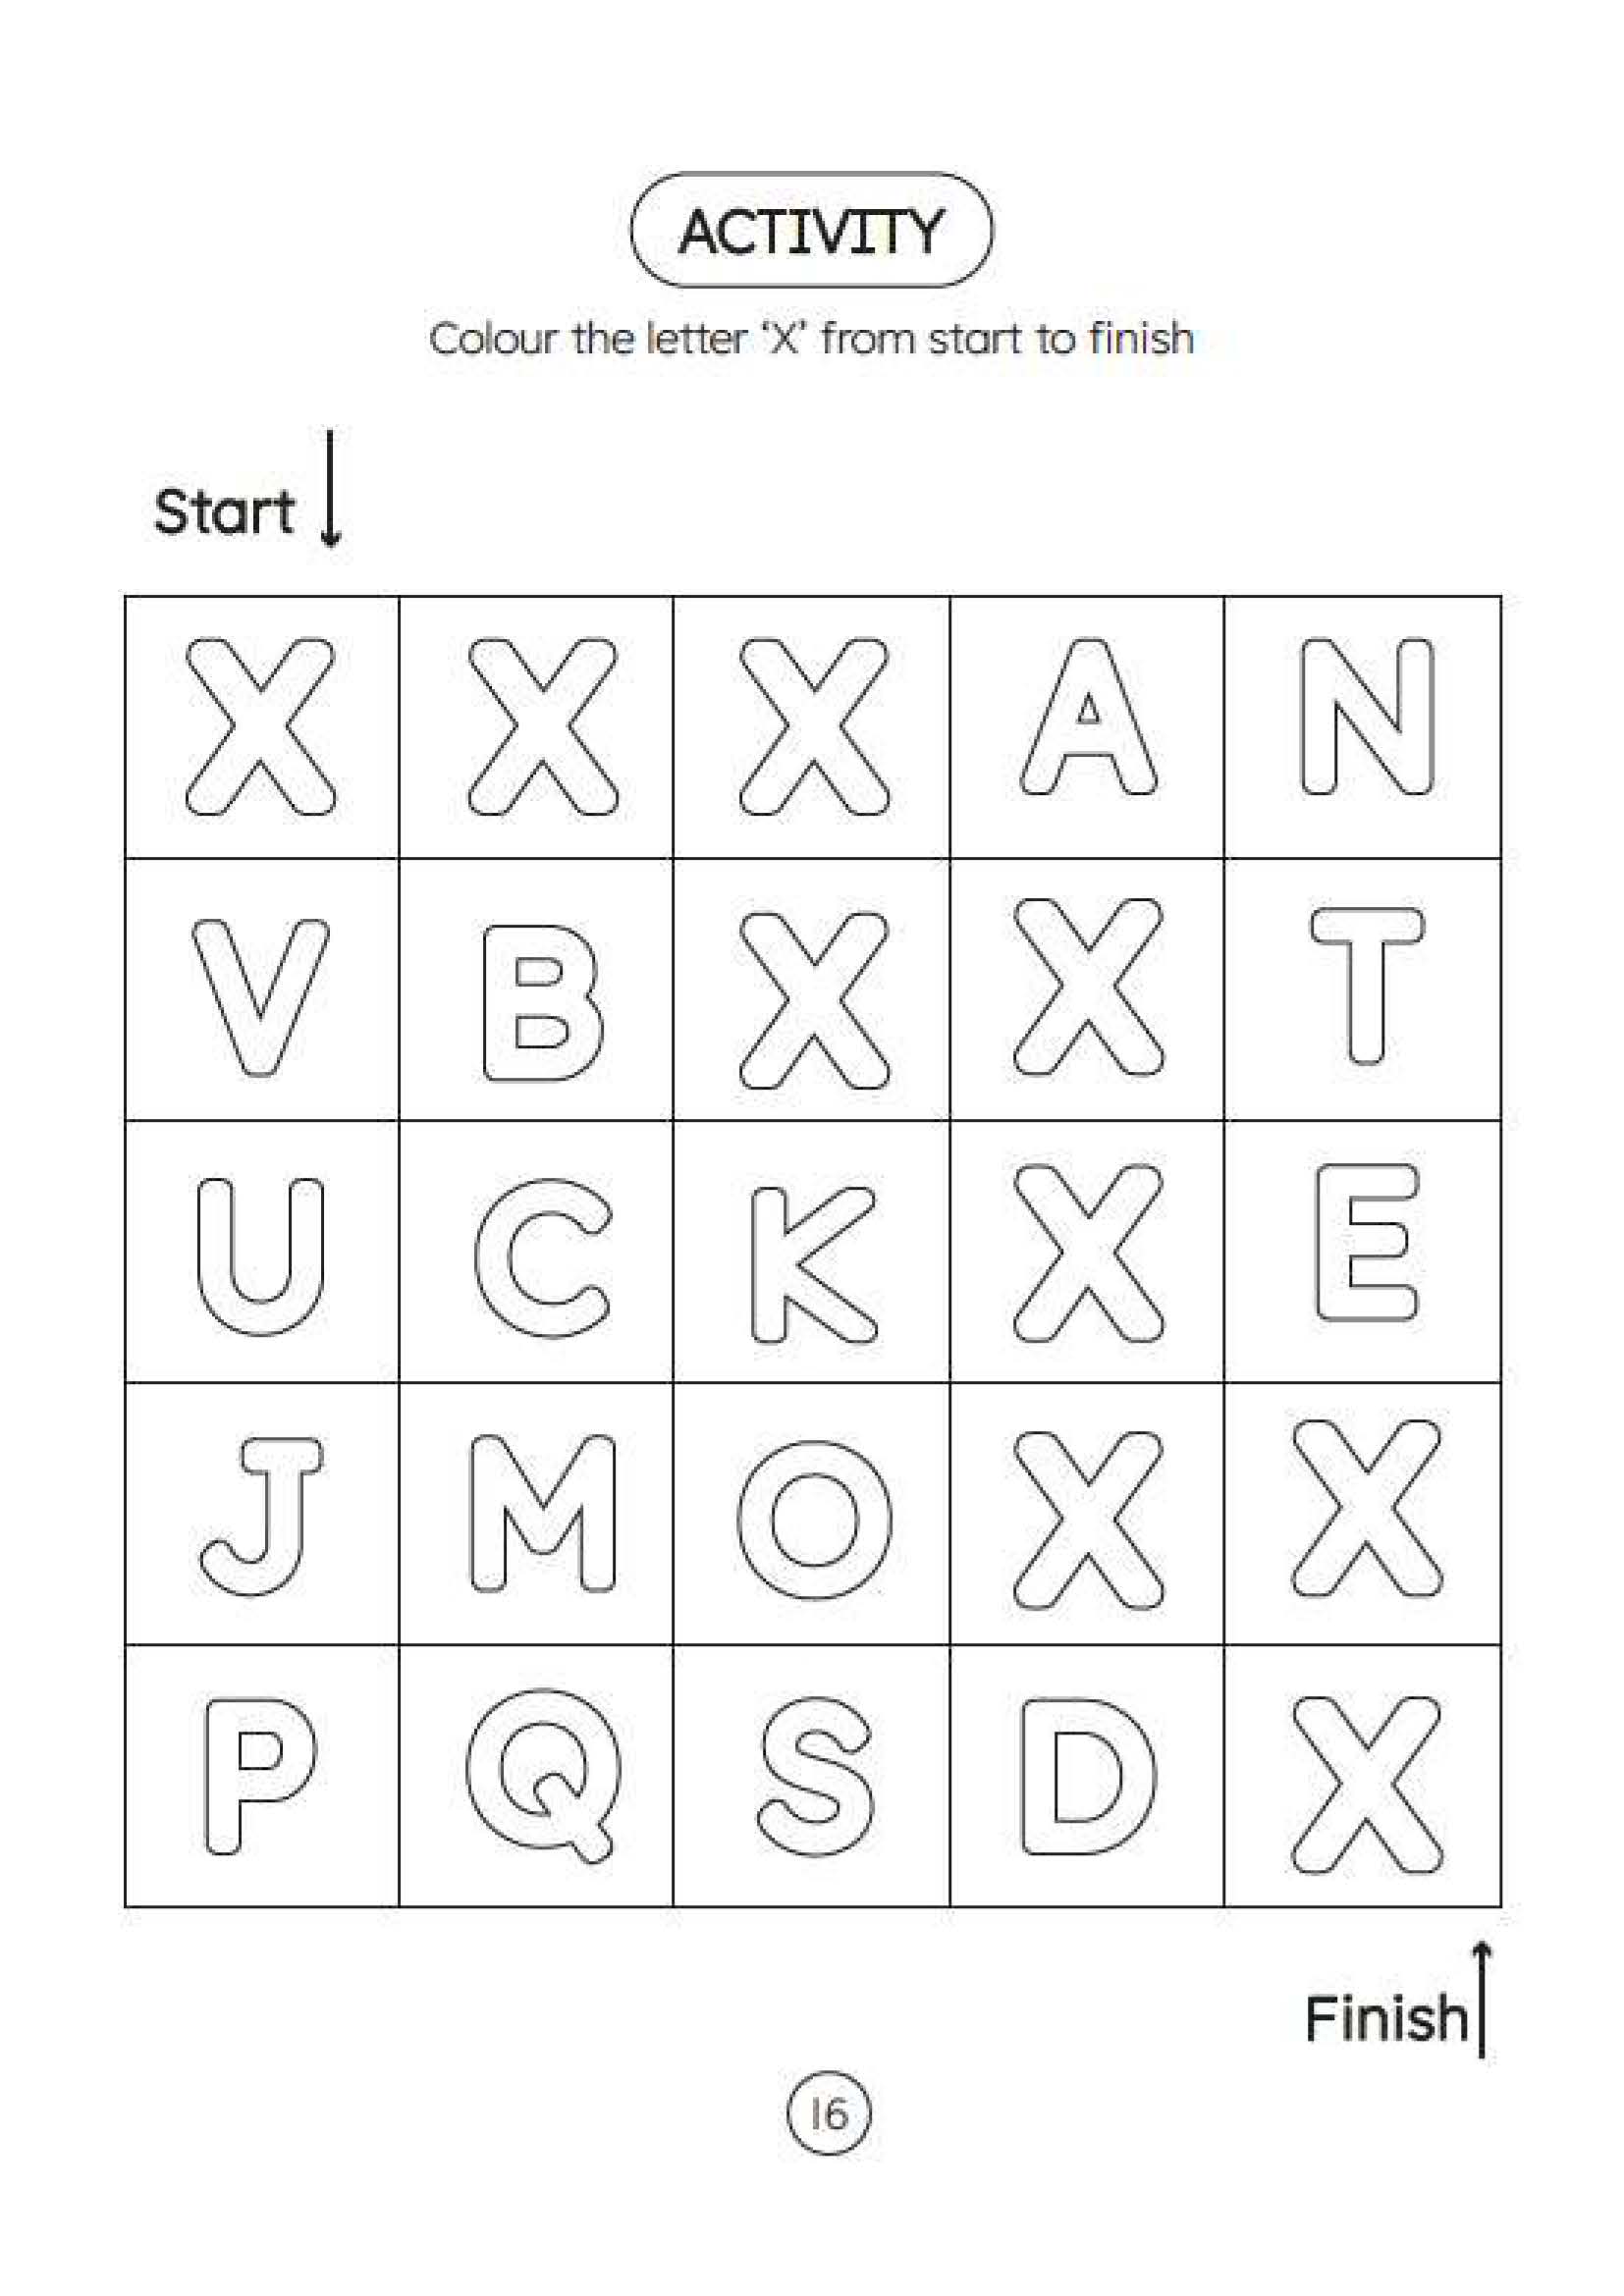 ACTIVITY
Colour the letter ‘X’ from start to finish
Start
X X X A N
V B X X T
U C K X E
J M O X X
P Q S D X
Finish
16